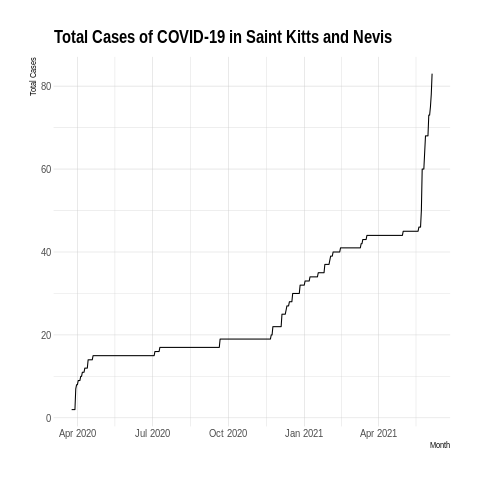 Total Cases of COVID-19 in Saint Kitts and Nevis
Total Cases
80
60
40
20
0
Apr 2020 Jul 2020 Oct 2020 Jan 2021 Apr 2021
Month